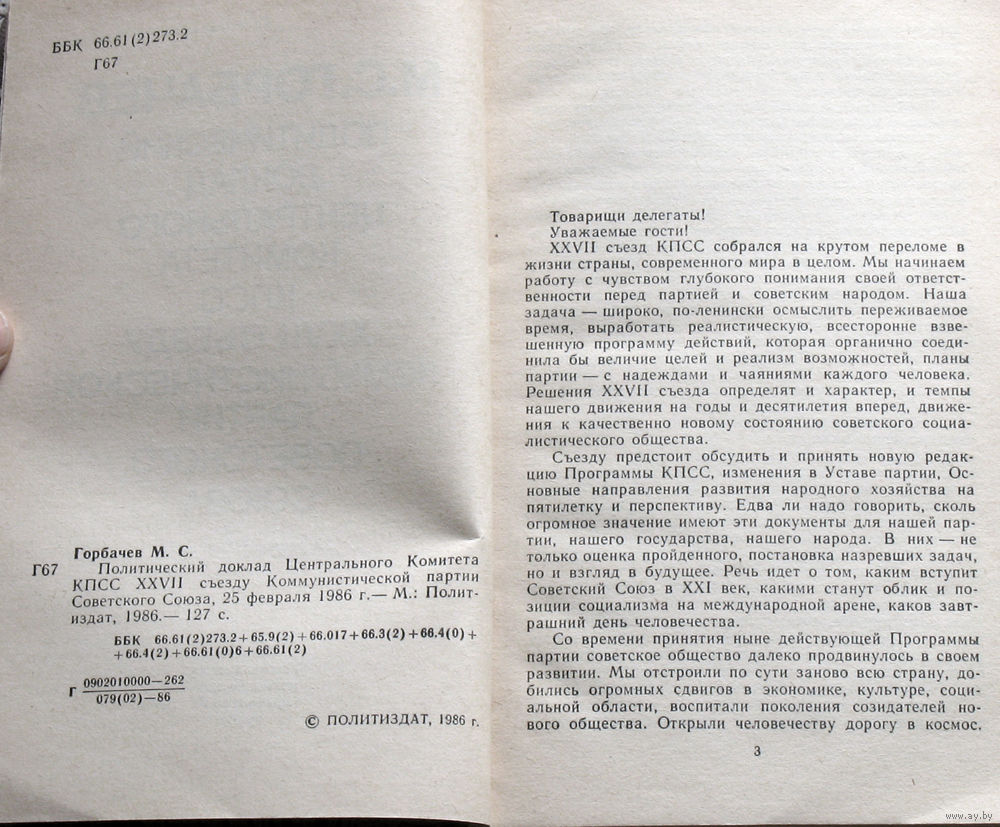 ББК 66.61(2)273.2
Г67
Горбачев М. С.
Г67 Политический доклад Центрального Комитета
КПСС XXVII съезду Коммунистической партии
Советского Союза, 25 февраля 1986 г.— М.: Полит-
издат, 1986.— 127 с.
ББК 66.61(2)273.2+65.9(2)+66.017+66.3(2)+66.4(0)+
+66.4(2)+66.61(0)6+66.61(2)
Г 0902010000—262
079(02)—86
© ПОЛИТИЗДАТ, 1986 г.
Товарищи делегаты!
Уважаемые гости!
XXVII съезд КПСС собрался на крутом переломе в
жизни страны, современного мира в целом. Мы начинаем
работу с чувством глубокого понимания своей ответст-
венности перед партией и советским народом. Наша
задача — широко, по-ленински осмыслить переживаемое
время, выработать реалистическую, всесторонне взве-
шенную программу действий, которая органично соеди-
нила бы величие целей и реализм возможностей, планы
партии — с надеждами и чаяниями каждого человека.
Решения XXVII съезда определят и характер, и темпы
нашего движения на годы и десятилетия вперед, движе-
ния к качественно новому состоянию советского социа-
листического общества.
Съезду предстоит обсудить и принять новую редак-
цию Программы КПСС, изменения в Уставе партии, Ос-
новные направления развития народного хозяйства на
пятилетку и перспективу. Едва ли надо говорить, сколь
огромное значение имеют эти документы для нашей пар-
тии, нашего государства, нашего народа. В них — не
только оценка пройденного, постановка назревших задач,
но и взгляд в будущее. Речь идет о том, каким вступит
Советский Союз в XXI век, какими станут облик и по-
зиции социализма на международной арене, каков завт-
рашний день человечества.
Со времени принятия ныне действующей Программы
партии советское общество далеко продвинулось в своем
развитии. Мы отстроили по сути заново всю страну, до-
бились огромных сдвигов в экономике, культуре, соци-
альной области, воспитали поколения созидателей но-
вого общества. Открыли человечеству дорогу в космос.
3
www.ay.by